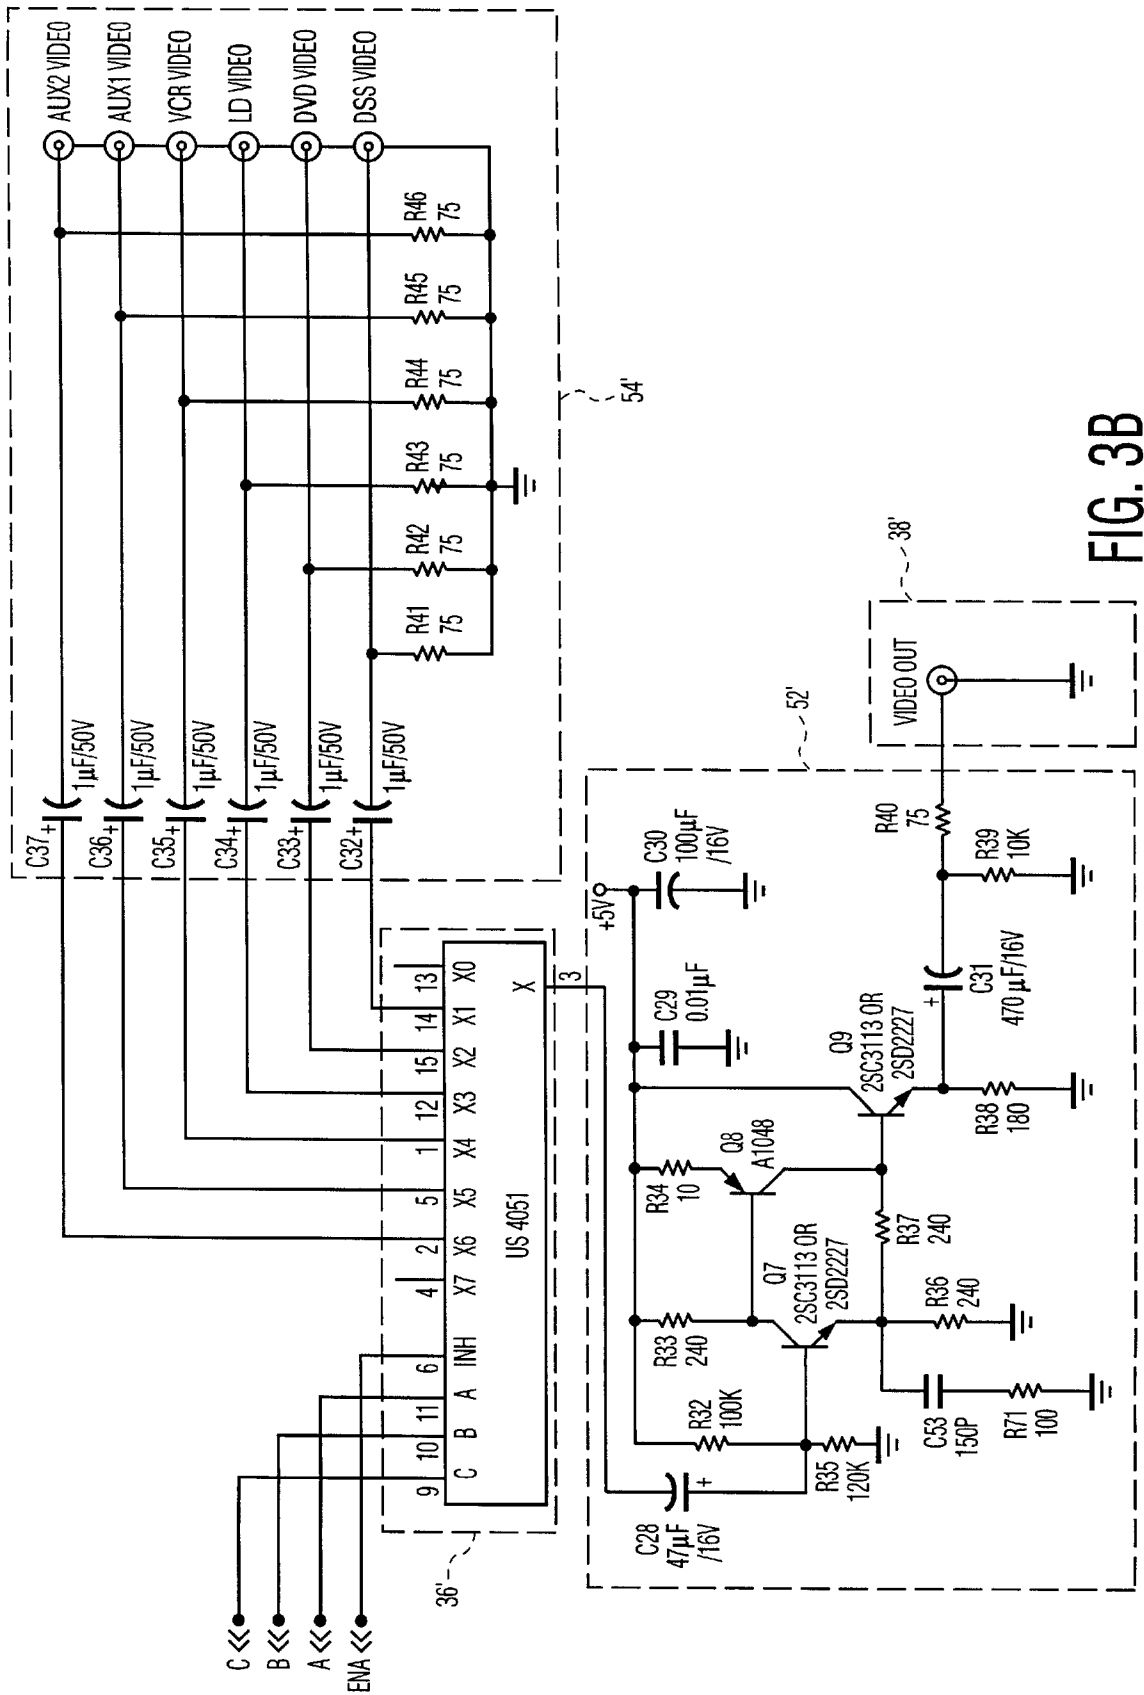 AUX2 VIDEO
AUX1 VIDEO
VCR VIDEO
LD VIDEO
DVD VIDEO
DSS VIDEO
R46
75
R45
75
R44
75
R43
75
R42
75
R41
75
54'
C37
+
1µF/50V
C36
+
1µF/50V
C35
+
1µF/50V
C34
+
1µF/50V
C33
+
1µF/50V
C32
+
1µF/50V
13
X0
14
X1
15
X2
12
X3
1
X4
5
X5
2
X6
4
X7
6
INH
11
A
10
B
9
C
X
3
US 4051
36'
C
B
A
ENA
52'
+5V
C30
100µF
/16V
C29
0.01µF
R34
10
Q8
A1048
Q9
2SC3113 OR
2SD2227
R33
240
Q7
2SC3113 OR
2SD2227
R32
100K
C28
47µF
/16V
+
R35
120K
R37
240
R36
240
C53
150P
R71
100
R38
180
+
C31
470 µF/16V
R39
10K
R40
75
VIDEO OUT
38'
FIG. 3B